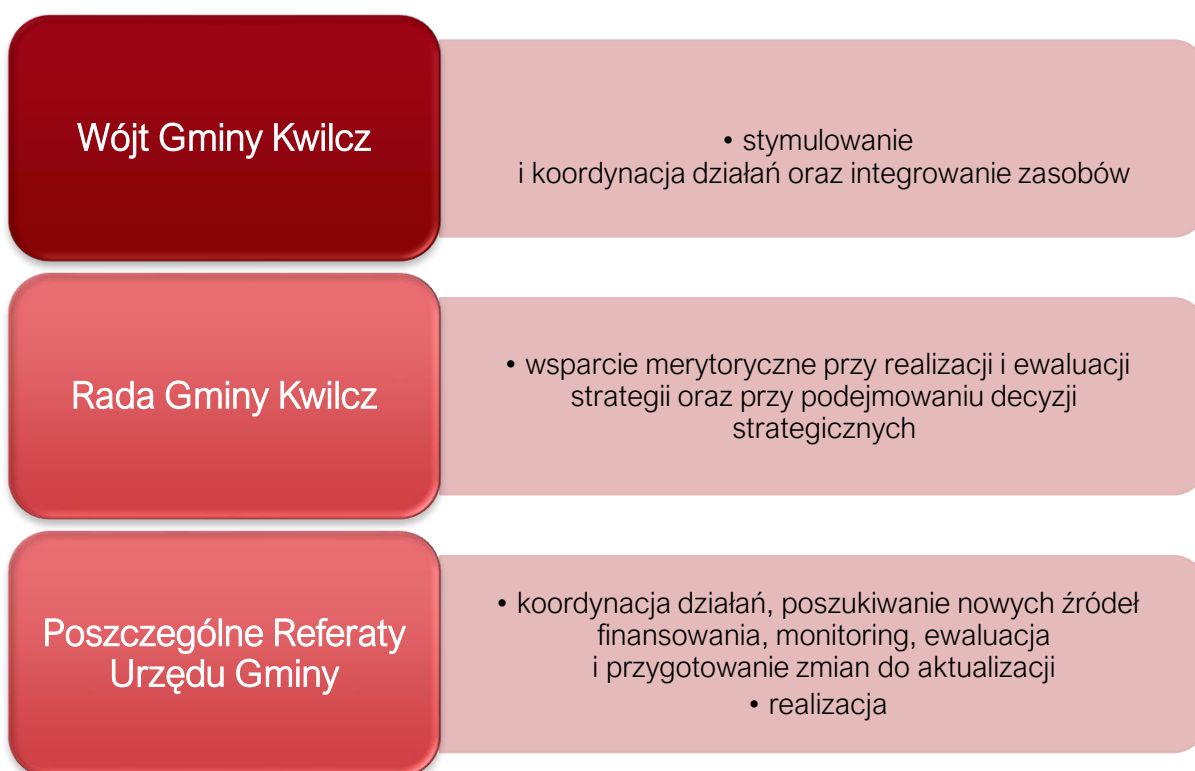 Wójt Gminy Kwilcz
• stymulowanie
i koordynacja działań oraz integrowanie zasobów
Rada Gminy Kwilcz
• wsparcie merytoryczne przy realizacji i ewaluacji
strategii oraz przy podejmowaniu decyzji
strategicznych
Poszczególne Referaty
Urzędu Gminy
• koordynacja działań, poszukiwanie nowych źródeł
finansowania, monitoring, ewaluacja
i przygotowanie zmian do aktualizacji
• realizacja